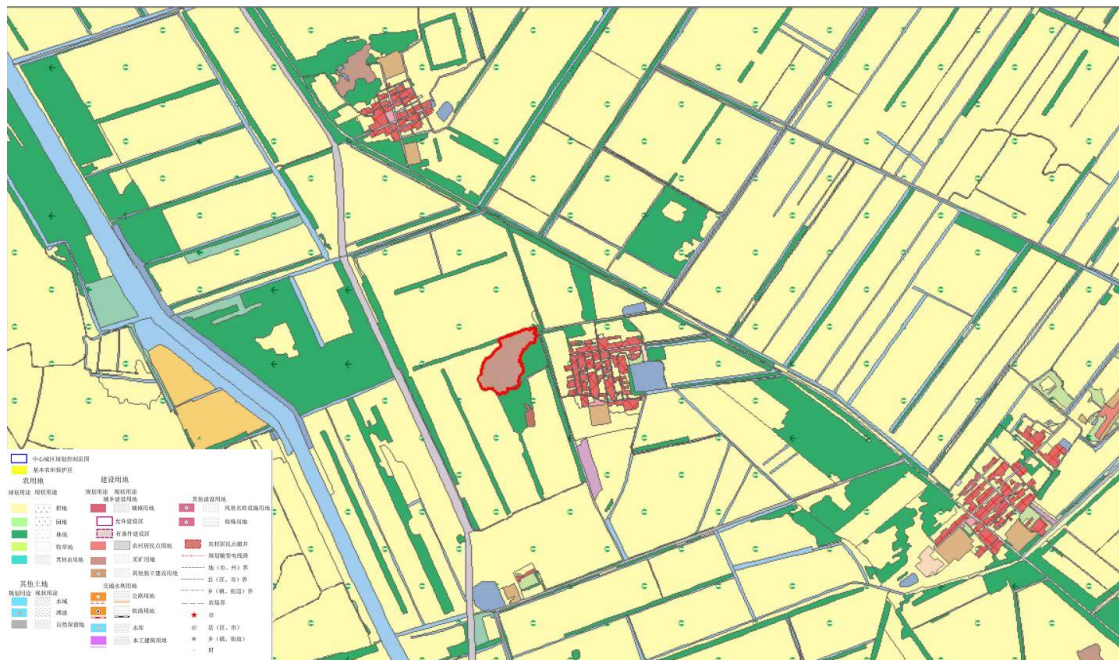 中心城区规划控制范围
基本农田保护区
农用地 建设用地
规划用途 现状用途 规划用途 现状用途
城乡建设用地 其他建设用地
耕地 城镇用地 风景名胜设施用地
园地 允许建设区 特殊用地
林地 有条件建设区
牧草地 农村居民点用地 农村居民点撤并
其他农用地 采矿用地 规划输变电线路
其他独立建设用地 地（市、州）界
其他土地 交通水利用地 县（区、市）界
规划用途 现状用途 公路用地 乡（镇、街道）界
水域 铁路用地 农垦界
滩涂 水库 市
自然保留地 水工建筑用地 县（区、市）
乡（镇、街道）
村